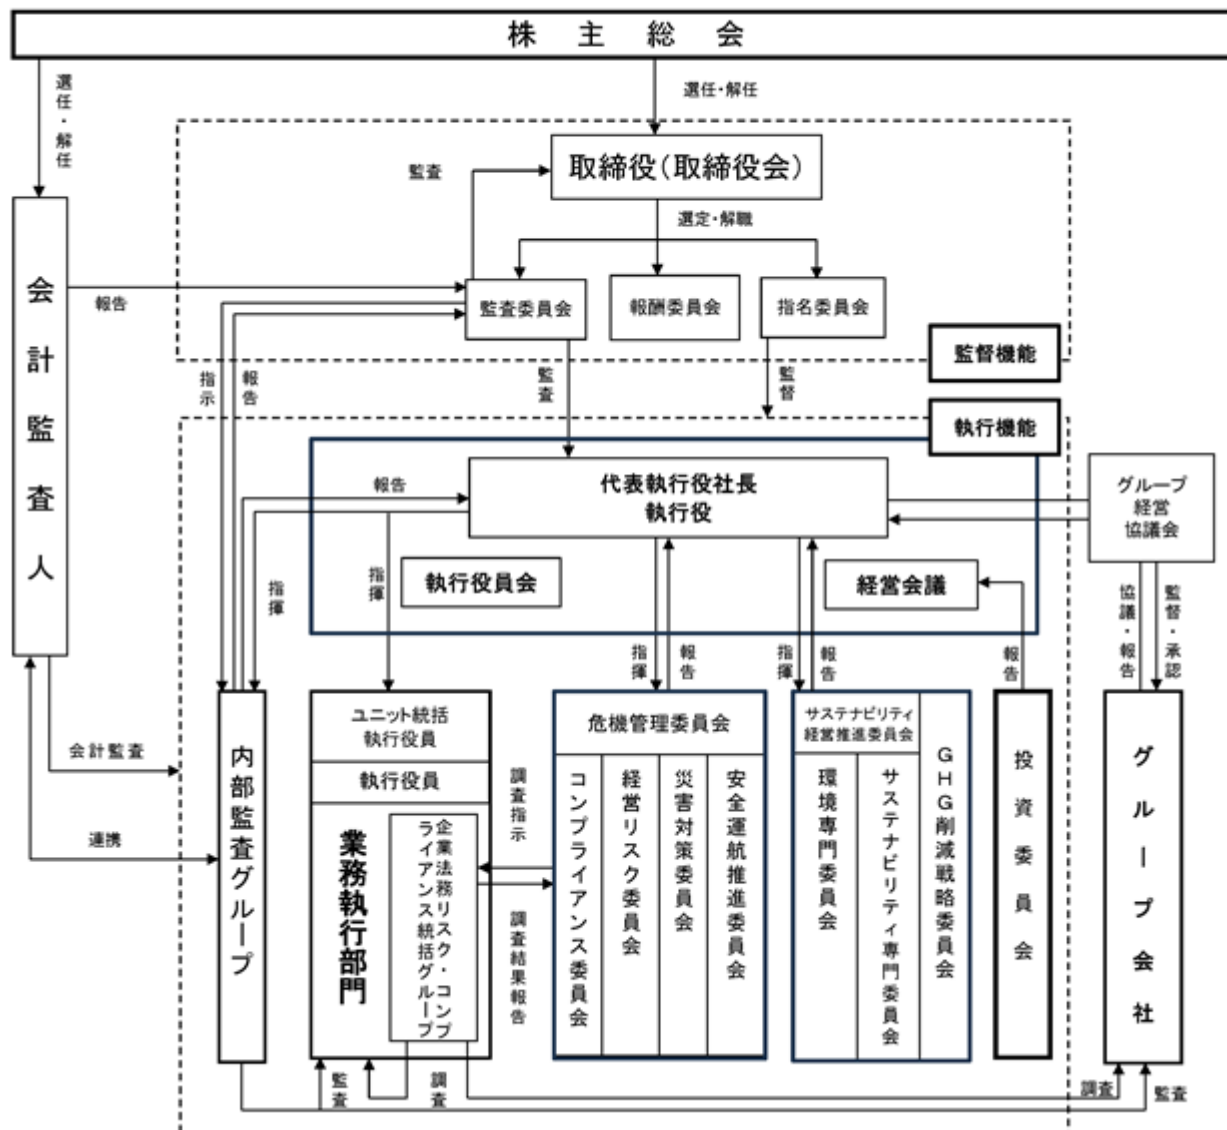 株主総会
選任・解任
選任・解任
取締役(取締役会)
監査
選定・解職
会計監査人
報告
監査委員会
報酬委員会
指名委員会
監督機能
指示
報告
監査
監督
執行機能
代表執行役社長
執行役
報告
グループ
経営
協議会
執行役員会
経営会議
指揮
指揮
指揮
報告
指揮
報告
報告
協議・報告
監督・承認
会計監査
連携
内部監査グループ
ユニット統括
執行役員
執行役員
業務執行部門
企業法務リスク・コンプ
ライアンス統括グループ
調査指示
調査結果報告
危機管理委員会
コンプライアンス委員会
経営リスク委員会
災害対策委員会
安全運航推進委員会
サステナビリティ
経営推進委員会
環境専門委員会
サステナビリティ専門委員会
GHG削減戦略委員会
投資委員会
グループ会社
監査
調査
調査
監査